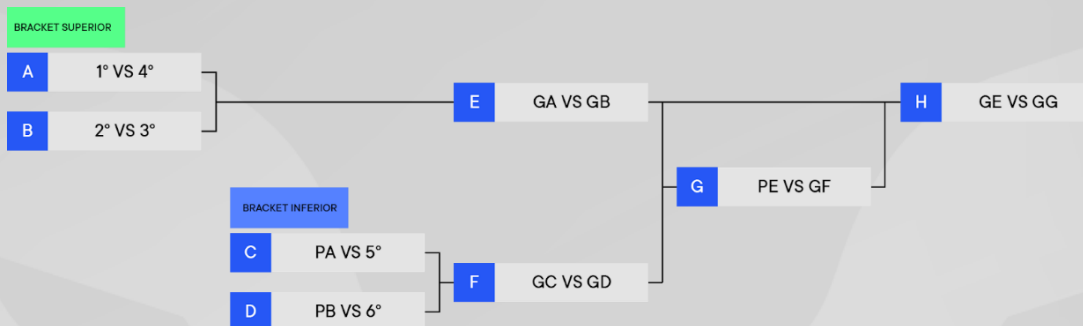 BRACKET SUPERIOR
A 1° VS 4°
B 2° VS 3°
E GA VS GB
H GE VS GG
G PE VS GF
BRACKET INFERIOR
C PA VS 5°
F GC VS GD
D PB VS 6°